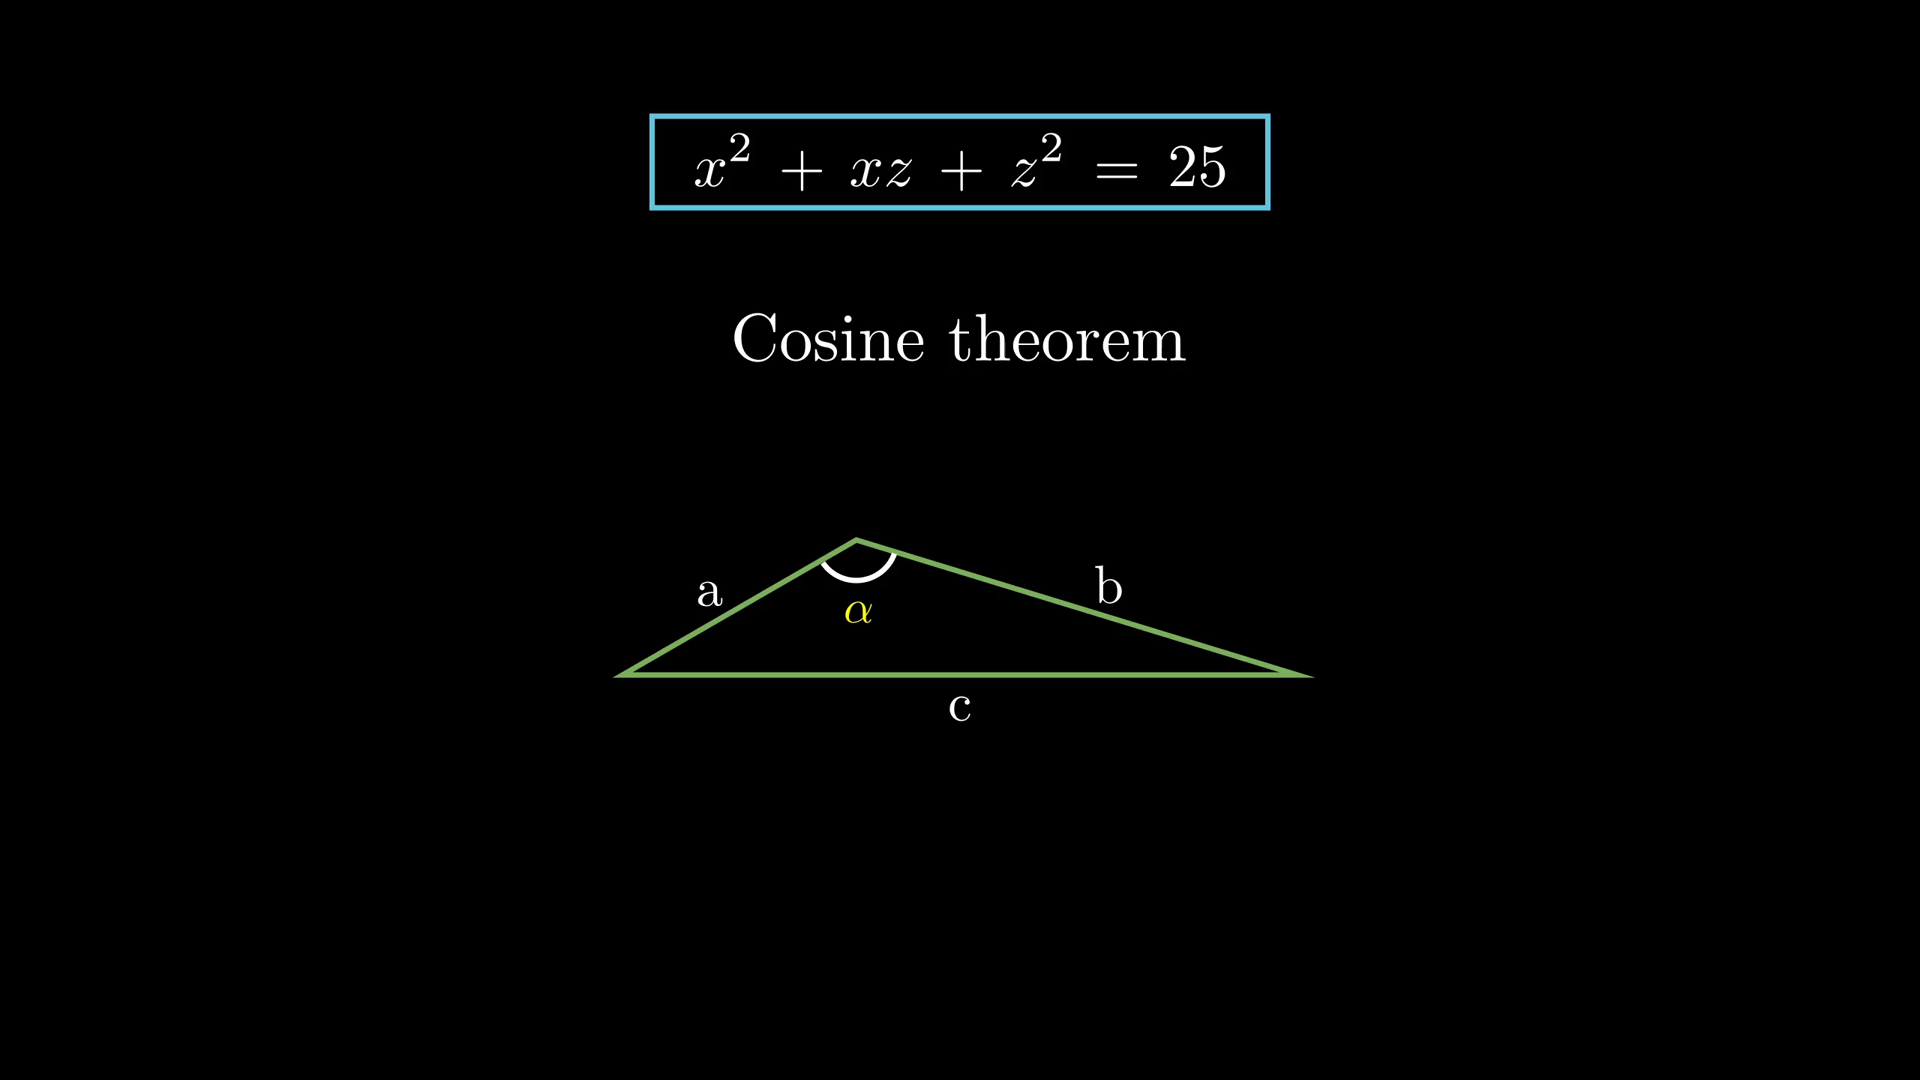 x² + xz + z² = 25
Cosine theorem
a
b
α
c